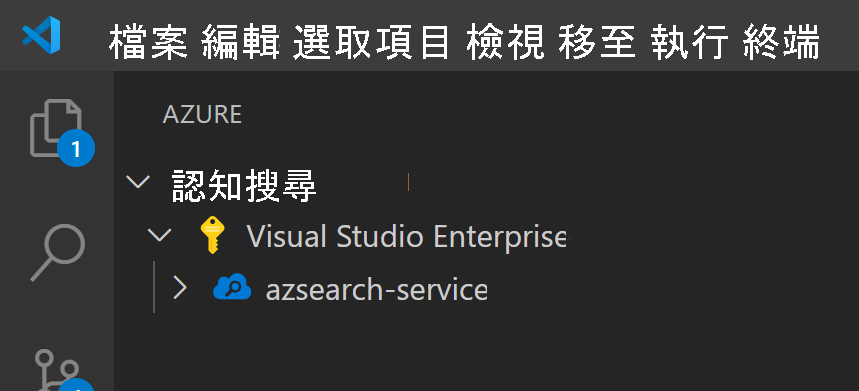 檔案 編輯 選取項目 檢視 移至 執行 終端
1
AZURE
認知搜尋
Visual Studio Enterprise
azsearch-service